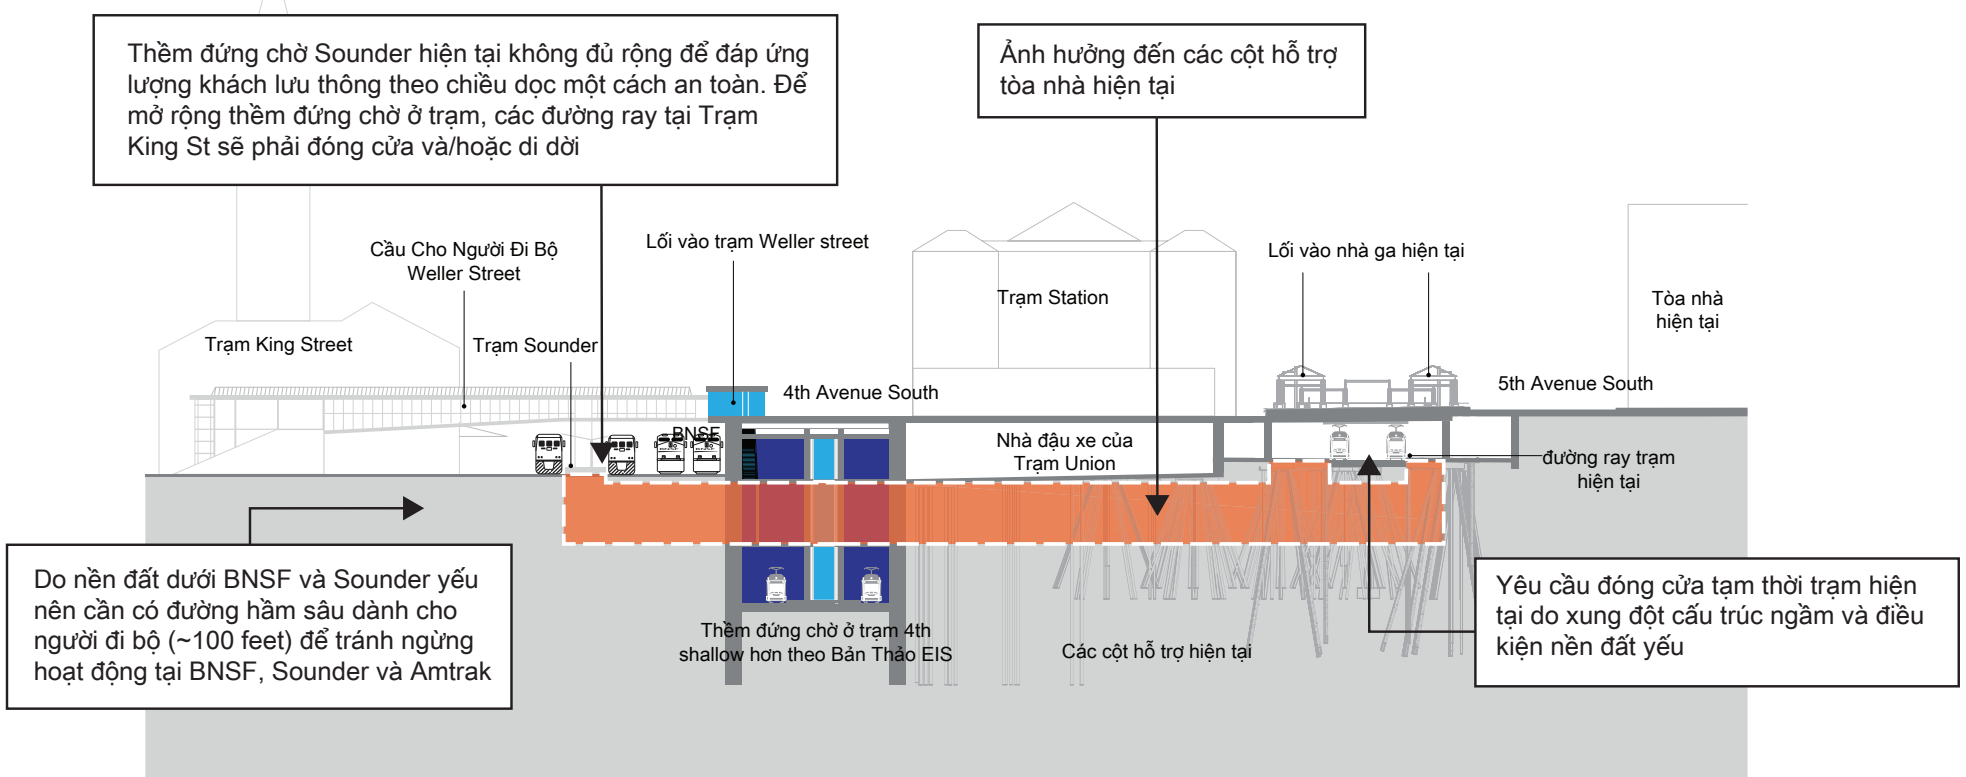 Thềm đứng chờ Sounder hiện tại không đủ rộng để đáp ứng
lượng khách lưu thông theo chiều dọc một cách an toàn. Để
mở rộng thềm đứng chờ ở trạm, các đường ray tại Trạm
King St sẽ phải đóng cửa và/hoặc di dời
Ảnh hưởng đến các cột hỗ trợ
tòa nhà hiện tại
Cầu Cho Người Đi Bộ
Weller Street
Lối vào trạm Weller street
Trạm Station
Lối vào nhà ga hiện tại
Tòa nhà
hiện tại
Trạm King Street
Trạm Sounder
4th Avenue South
5th Avenue South
BNSF
Nhà đậu xe của
Trạm Union
đường ray trạm
hiện tại
Do nền đất dưới BNSF và Sounder yếu
nên cần có đường hầm sâu dành cho
người đi bộ (~100 feet) để tránh ngừng
hoạt động tại BNSF, Sounder và Amtrak
Thềm đứng chờ ở trạm 4th
shallow hơn theo Bản Thảo EIS
Các cột hỗ trợ hiện tại
Yêu cầu đóng cửa tạm thời trạm hiện
tại do xung đột cấu trúc ngầm và điều
kiện nền đất yếu